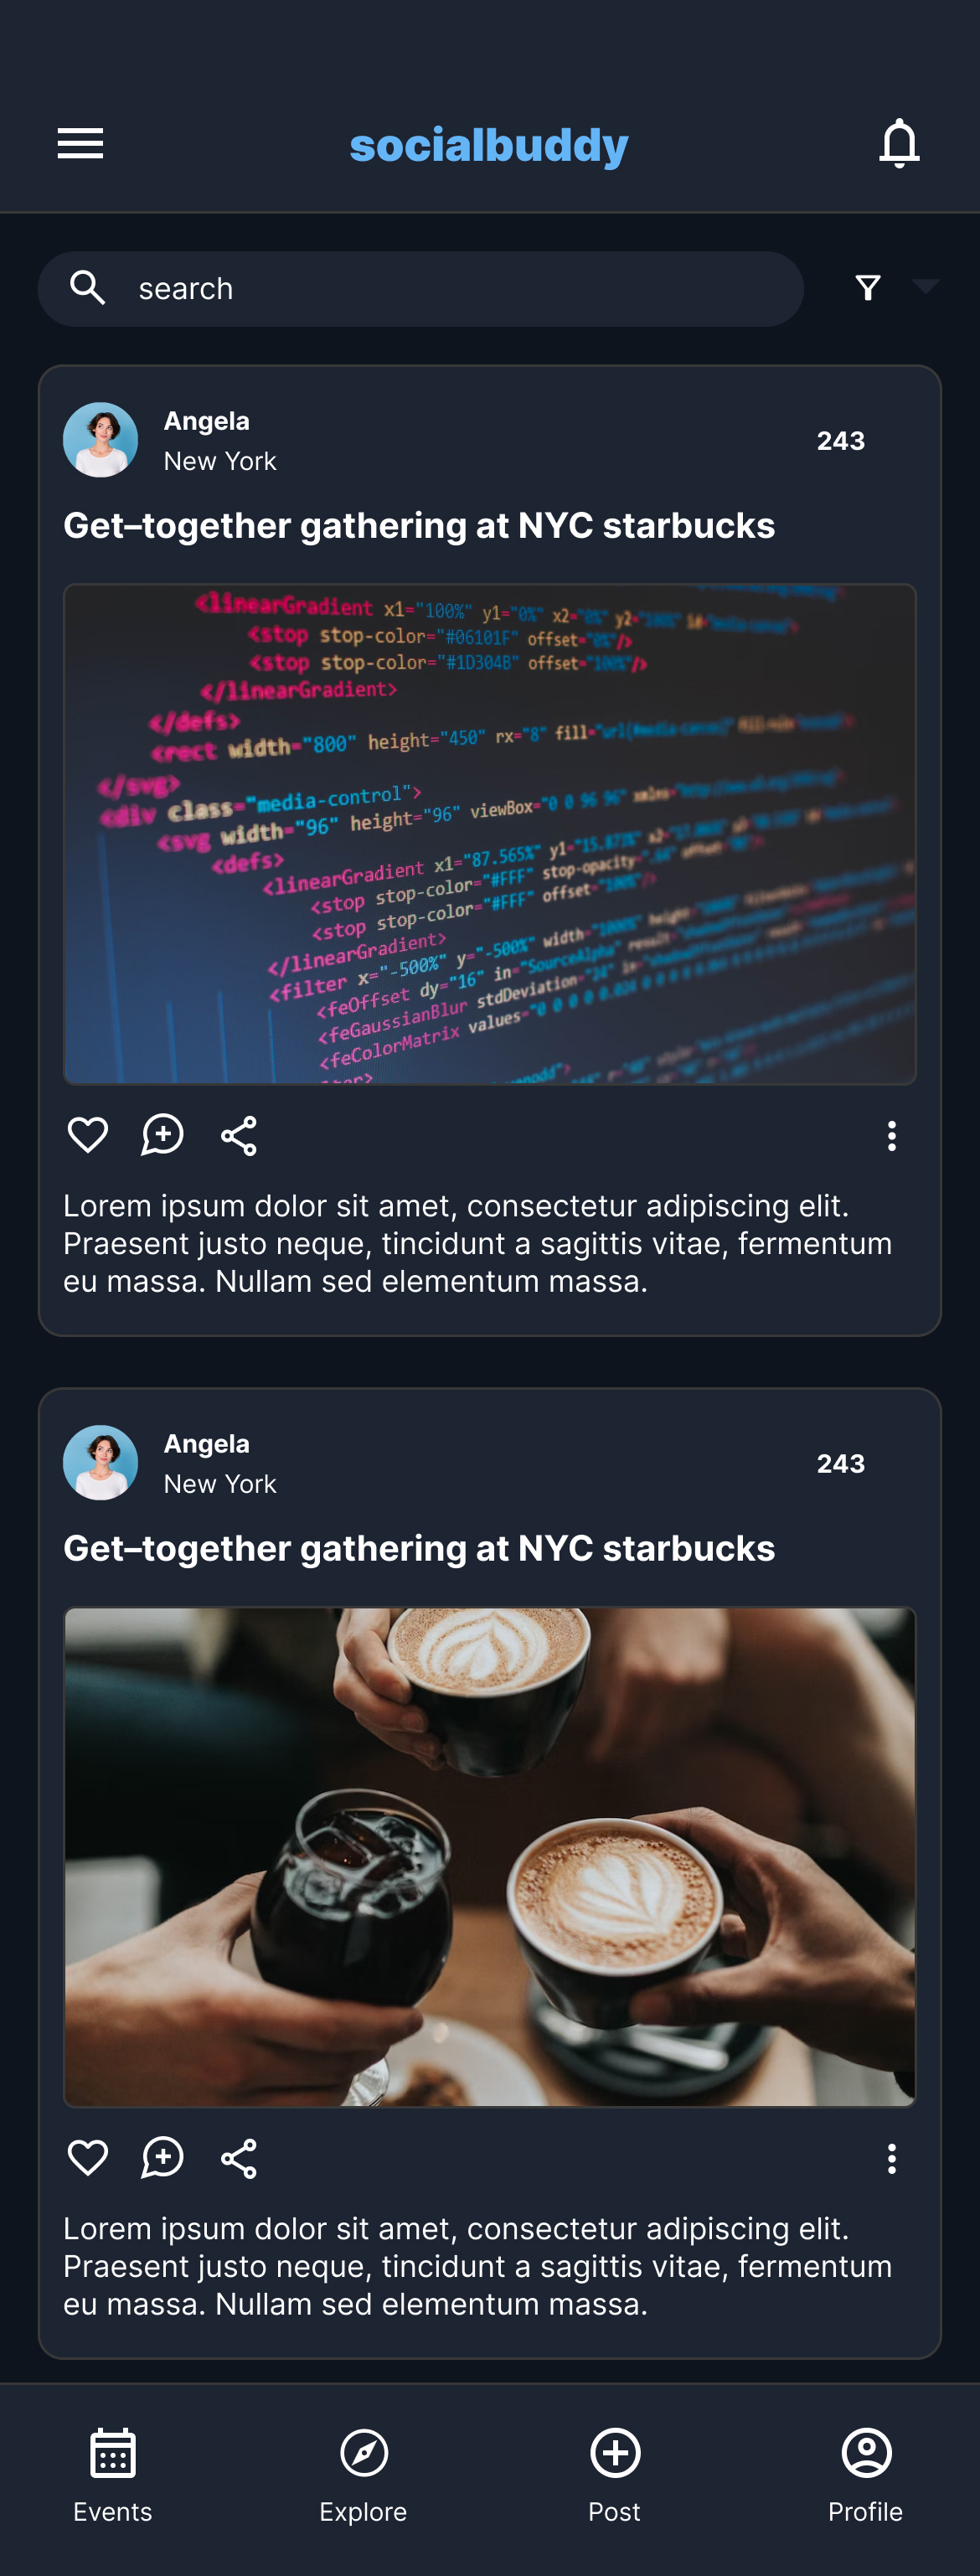 socialbuddy
search
Angela
New York
243
Get–together gathering at NYC starbucks
<linearGradient x1="100%" y1="0%" x2="0%" y2="100%"
<stop stop-color="#06101F" offset="0%"/>
<stop stop-color="#1D304B" offset="100%"/>
</linearGradient>
</defs>
<rect width="800" height="450" rx="8" fill=
</svg>
<div class="media-control">
<svg width="96" height="96" viewBox="0 0 96 96"
<defs>
<linearGradient x1="87.565%" y1="15.873%"
<stop stop-color="#FFF" stop-opacity=
<stop stop-color="#FFF" offset="100%"/>
</linearGradient>
<filter x="-500%" y="-500%" width="1000%"
<feOffset dy="16" in="SourceAlpha"
<feGaussianBlur stdDeviation="24"
<feColorMatrix values="0 0 0 0
Lorem ipsum dolor sit amet, consectetur adipiscing elit.
Praesent justo neque, tincidunt a sagittis vitae, fermentum
eu massa. Nullam sed elementum massa.
Angela
New York
243
Get–together gathering at NYC starbucks
Lorem ipsum dolor sit amet, consectetur adipiscing elit.
Praesent justo neque, tincidunt a sagittis vitae, fermentum
eu massa. Nullam sed elementum massa.
Events
Explore
Post
Profile